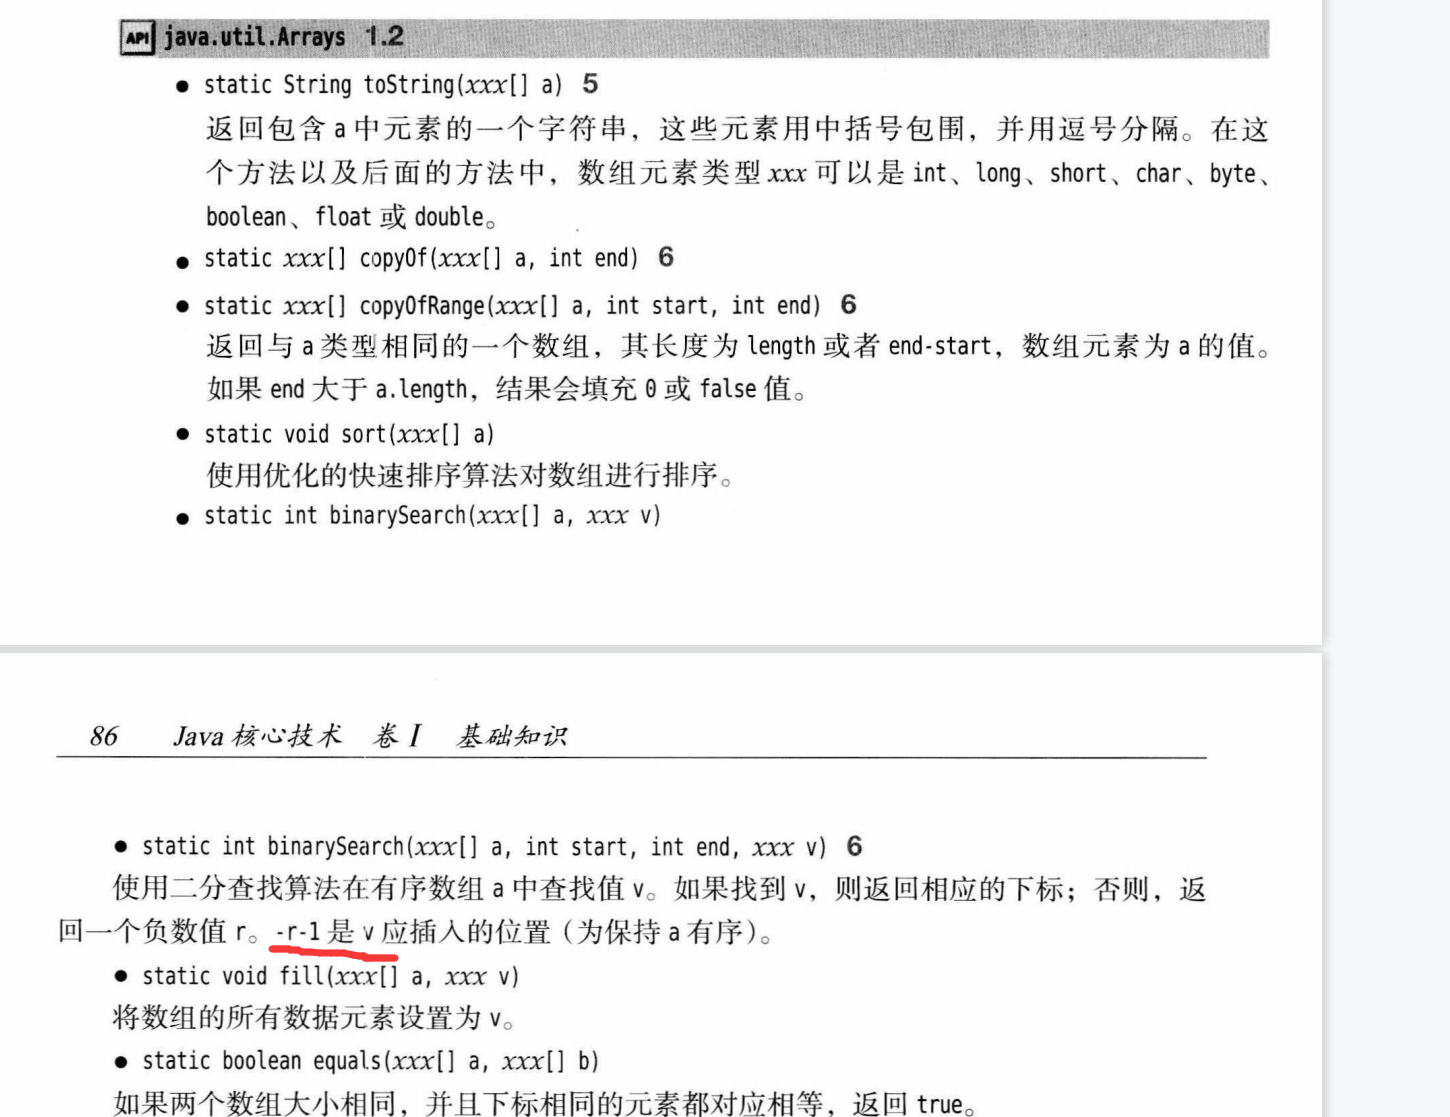 API java.util.Arrays 1.2
● static String toString(xxx[] a) 5
返回包含 a 中元素的一个字符串，这些元素用中括号包围，并用逗号分隔。在这
个方法以及后面的方法中，数组元素类型 xxx 可以是 int、long、short、char、byte、
boolean、float 或 double。
● static xxx[] copyOf(xxx[] a, int end) 6
● static xxx[] copyOfRange(xxx[] a, int start, int end) 6
返回与 a 类型相同的一个数组，其长度为 length 或者 end-start，数组元素为 a 的值。
如果 end 大于 a.length，结果会填充 0 或 false 值。
● static void sort(xxx[] a)
使用优化的快速排序算法对数组进行排序。
● static int binarySearch(xxx[] a, xxx v)
86 Java 核心技术 卷 I 基础知识
● static int binarySearch(xxx[] a, int start, int end, xxx v) 6
使用二分查找算法在有序数组 a 中查找值 v。如果找到 v，则返回相应的下标；否则，返
回一个负数值 r。-r-1 是 v 应插入的位置（为保持 a 有序）。
● static void fill(xxx[] a, xxx v)
将数组的所有数据元素设置为 v。
● static boolean equals(xxx[] a, xxx[] b)
如果两个数组大小相同，并且下标相同的元素都对应相等，返回 true。